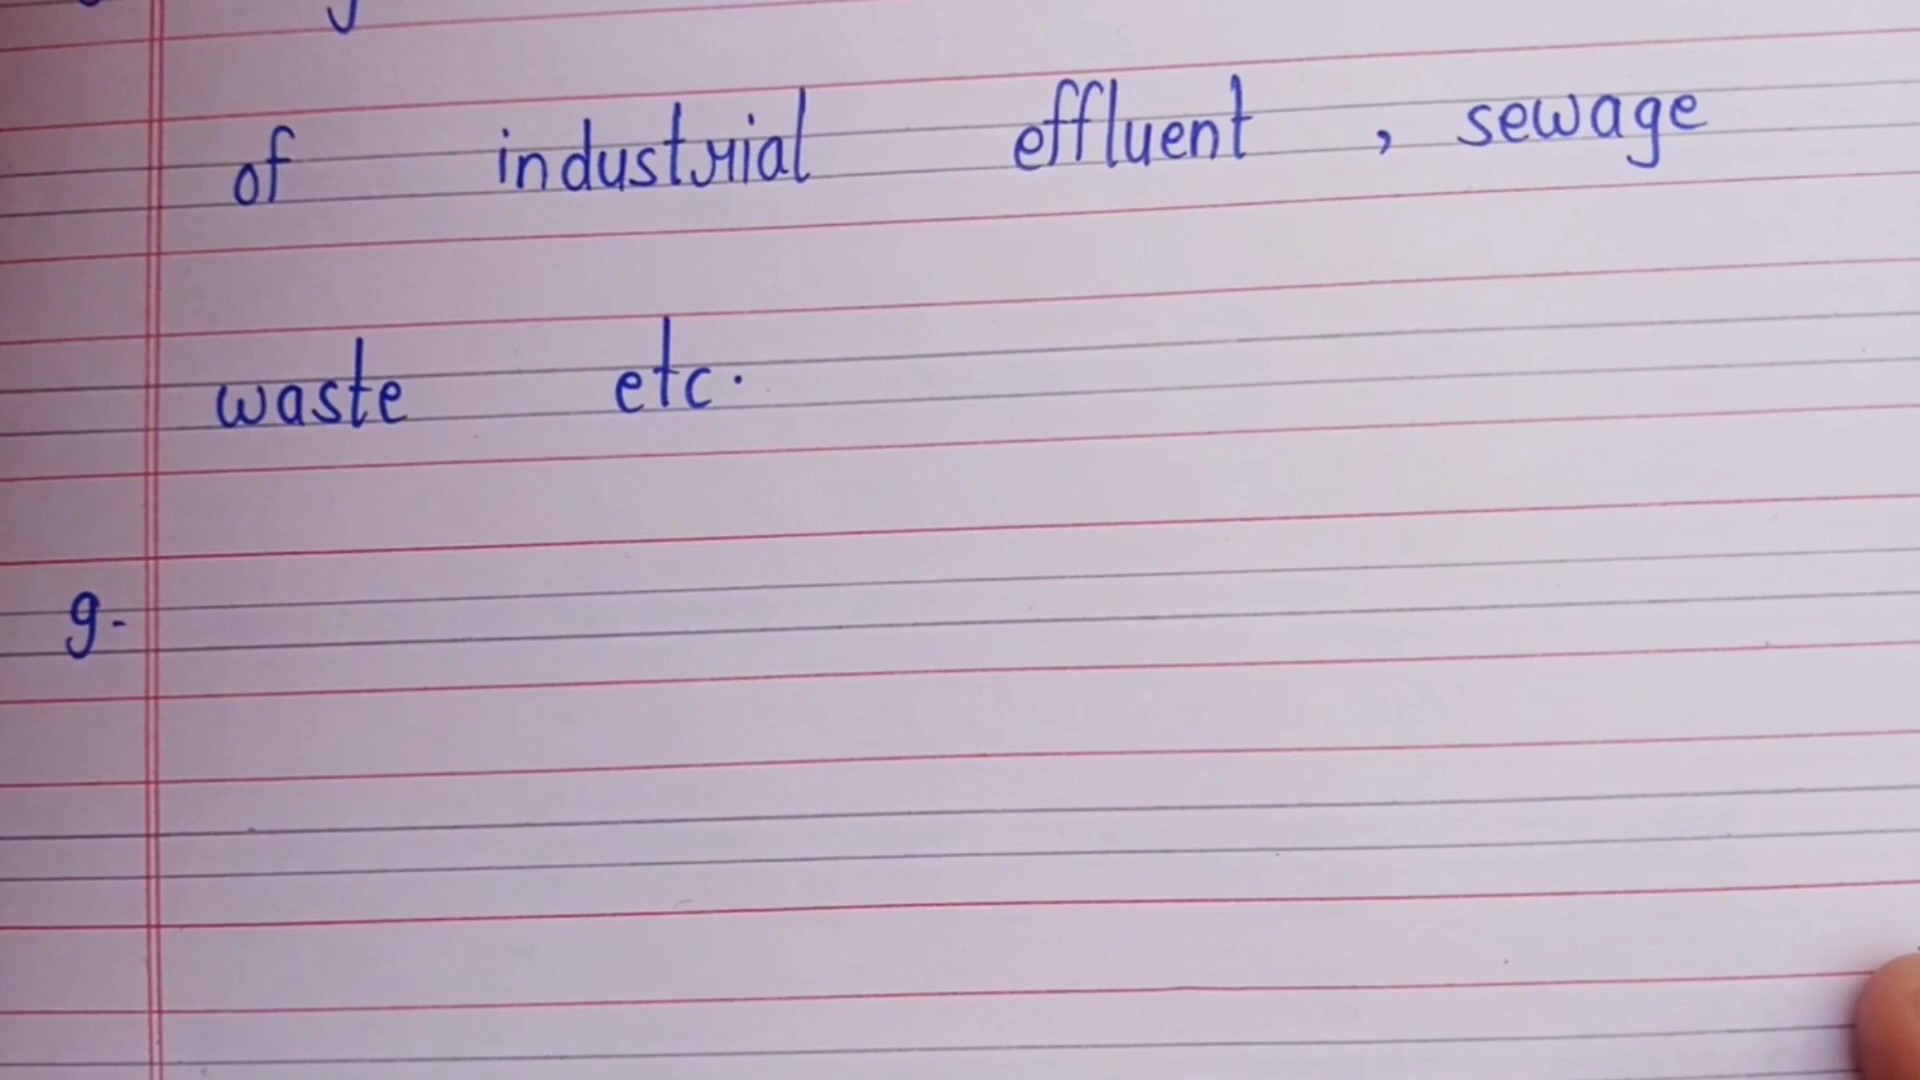 of industrial effluent , sewage
waste etc.
9-